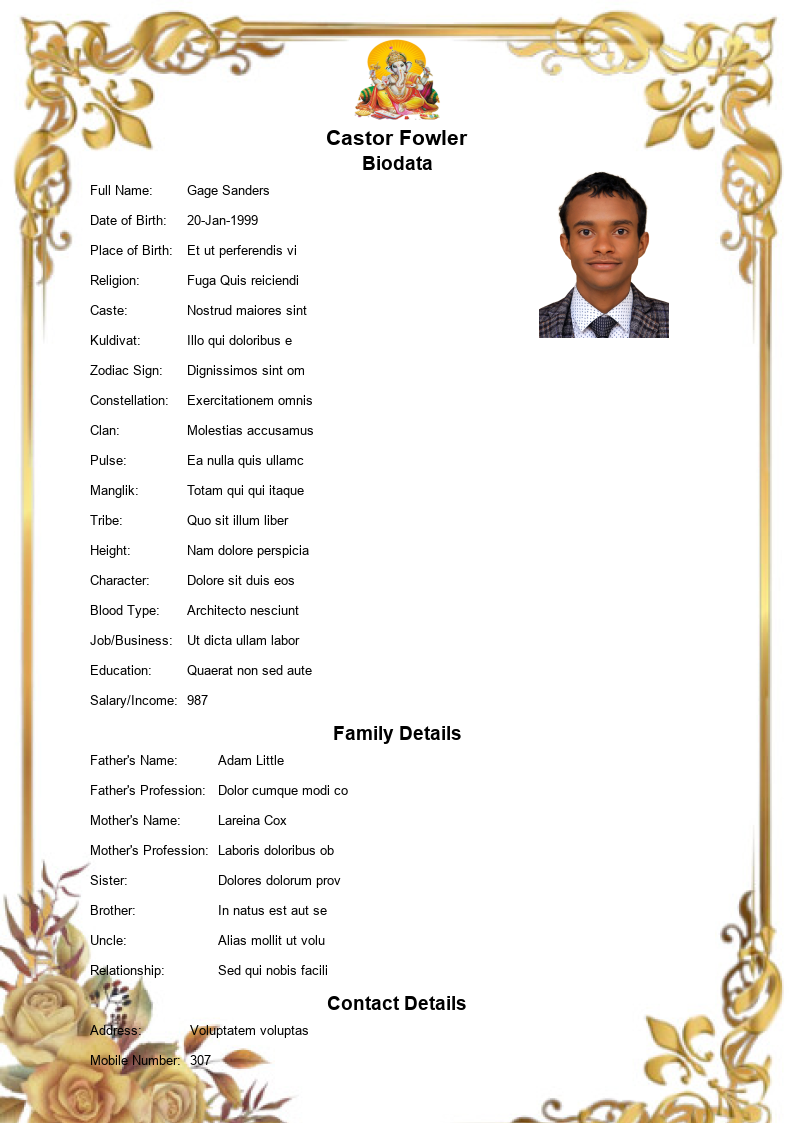 Castor Fowler
Biodata
Full Name: Gage Sanders
Date of Birth: 20-Jan-1999
Place of Birth: Et ut perferendis vi
Religion: Fuga Quis reiciendi
Caste: Nostrud maiores sint
Kuldivat: Illo qui doloribus e
Zodiac Sign: Dignissimos sint om
Constellation: Exercitationem omnis
Clan: Molestias accusamus
Pulse: Ea nulla quis ullamc
Manglik: Totam qui qui itaque
Tribe: Quo sit illum liber
Height: Nam dolore perspicia
Character: Dolore sit duis eos
Blood Type: Architecto nesciunt
Job/Business: Ut dicta ullam labor
Education: Quaerat non sed aute
Salary/Income: 987
Family Details
Father's Name: Adam Little
Father's Profession: Dolor cumque modi co
Mother's Name: Lareina Cox
Mother's Profession: Laboris doloribus ob
Sister: Dolores dolorum prov
Brother: In natus est aut se
Uncle: Alias mollit ut volu
Relationship: Sed qui nobis facili
Contact Details
Address: Voluptatem voluptas
Mobile Number: 307